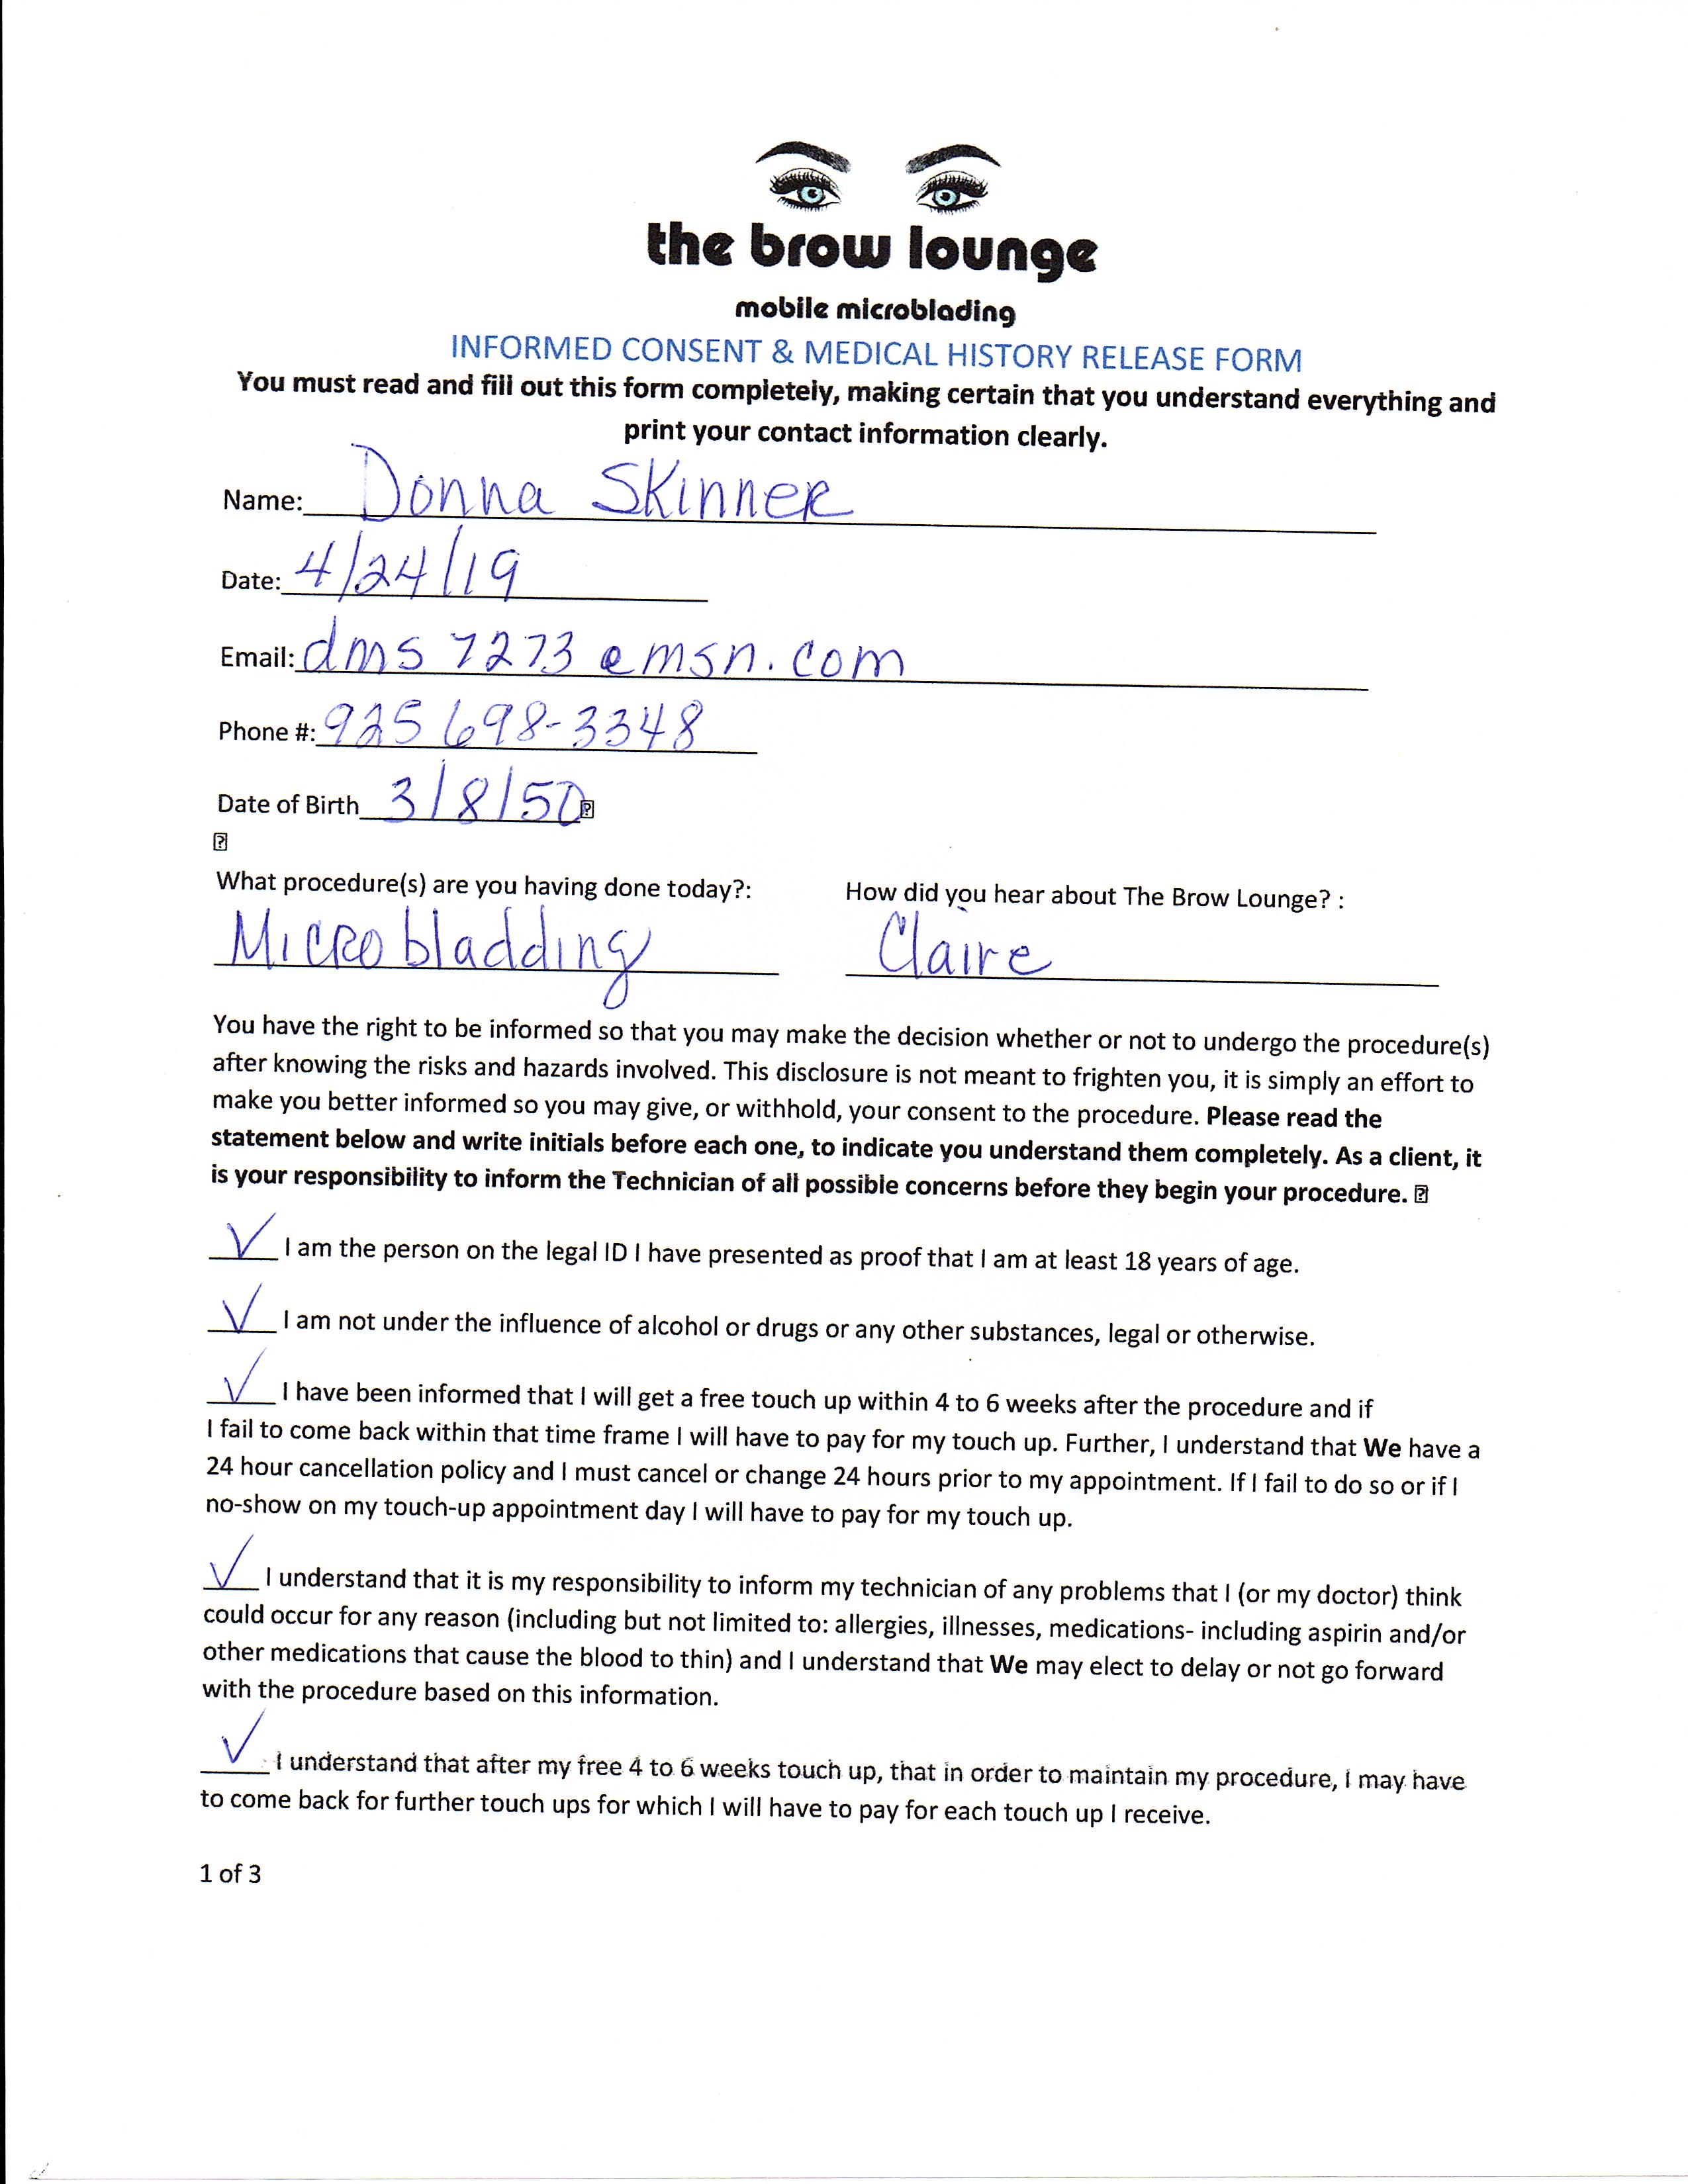 the brow lounge
mobile microblading
INFORMED CONSENT & MEDICAL HISTORY RELEASE FORM
You must read and fill out this form completely, making certain that you understand everything and
print your contact information clearly.
Name: Donna Skinner
Date: 4/24/19
Email: dms7273@msn.com
Phone #: 925 698-3348
Date of Birth 3/8/50
What procedure(s) are you having done today?: How did you hear about The Brow Lounge? :
Microbladding Claire
You have the right to be informed so that you may make the decision whether or not to undergo the procedure(s)
after knowing the risks and hazards involved. This disclosure is not meant to frighten you, it is simply an effort to
make you better informed so you may give, or withhold, your consent to the procedure. Please read the
statement below and write initials before each one, to indicate you understand them completely. As a client, it
is your responsibility to inform the Technician of all possible concerns before they begin your procedure.
✓ I am the person on the legal ID I have presented as proof that I am at least 18 years of age.
✓ I am not under the influence of alcohol or drugs or any other substances, legal or otherwise.
✓ I have been informed that I will get a free touch up within 4 to 6 weeks after the procedure and if
I fail to come back within that time frame I will have to pay for my touch up. Further, I understand that We have a
24 hour cancellation policy and I must cancel or change 24 hours prior to my appointment. If I fail to do so or if I
no-show on my touch-up appointment day I will have to pay for my touch up.
✓ I understand that it is my responsibility to inform my technician of any problems that I (or my doctor) think
could occur for any reason (including but not limited to: allergies, illnesses, medications- including aspirin and/or
other medications that cause the blood to thin) and I understand that We may elect to delay or not go forward
with the procedure based on this information.
✓ I understand that after my free 4 to 6 weeks touch up, that in order to maintain my procedure, I may have
to come back for further touch ups for which I will have to pay for each touch up I receive.
1 of 3